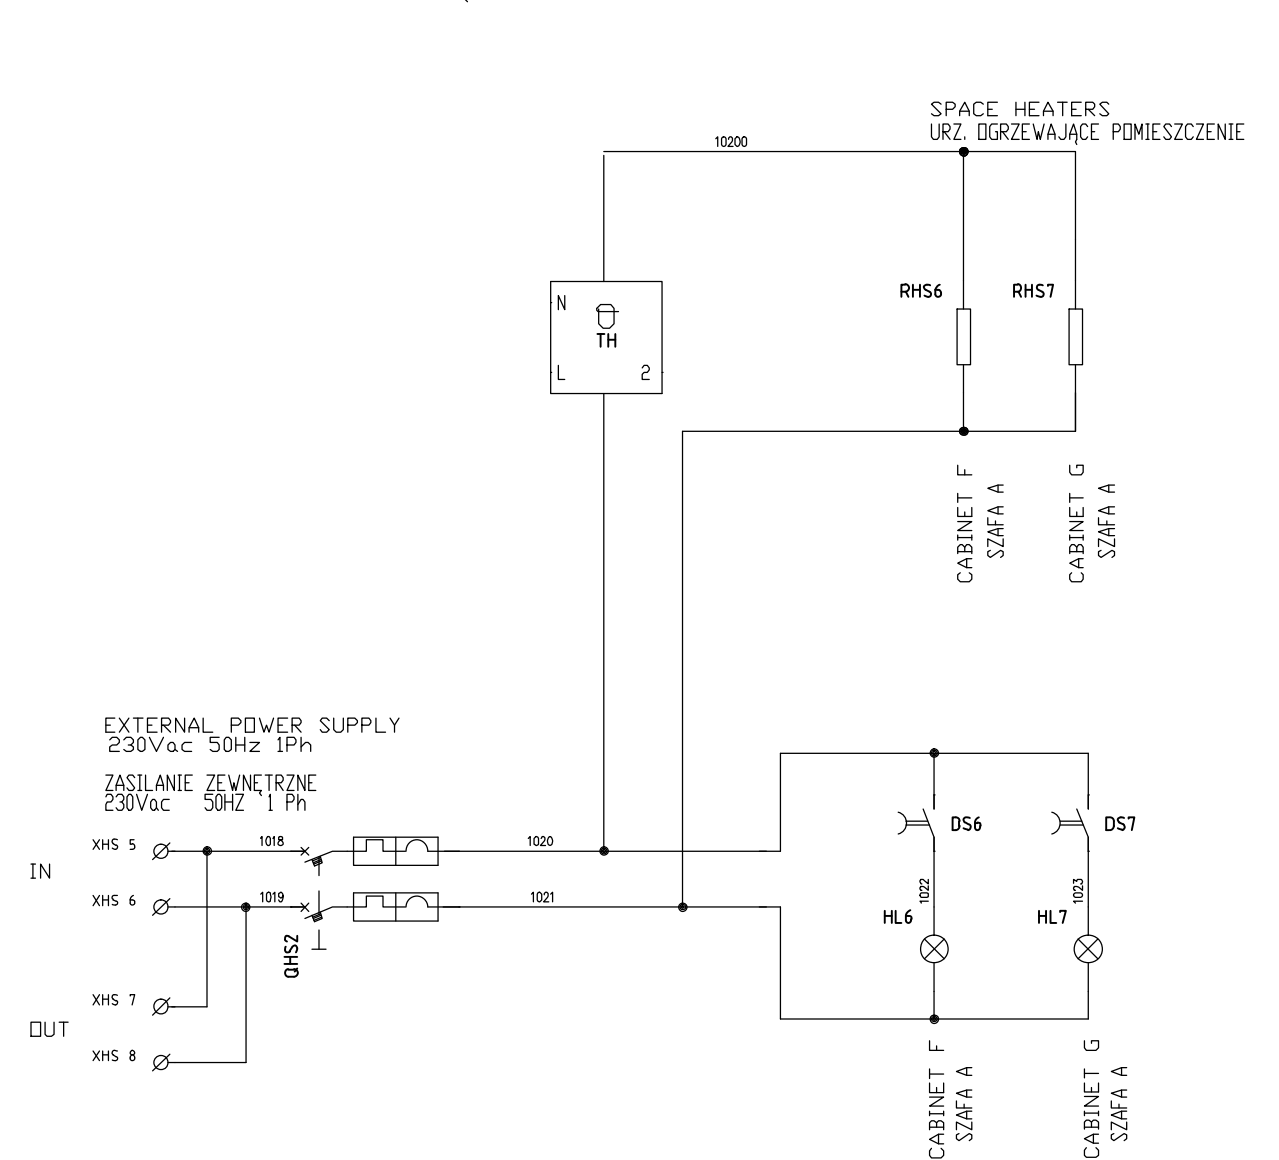 SPACE HEATERS
URZ. OGRZEWAJĄCE POMIESZCZENIE
10200
RHS6
RHS7
N
TH
L
2
CABINET F
SZAFA A
CABINET G
SZAFA A
EXTERNAL POWER SUPPLY
230Vac 50Hz 1Ph
ZASILANIE ZEWNĘTRZNE
230Vac 50HZ 1 Ph
XHS 5
1018
1020
DS6
DS7
IN
XHS 6
1019
1021
1022
1023
HL6
HL7
QHS2
XHS 7
OUT
XHS 8
CABINET F
SZAFA A
CABINET G
SZAFA A